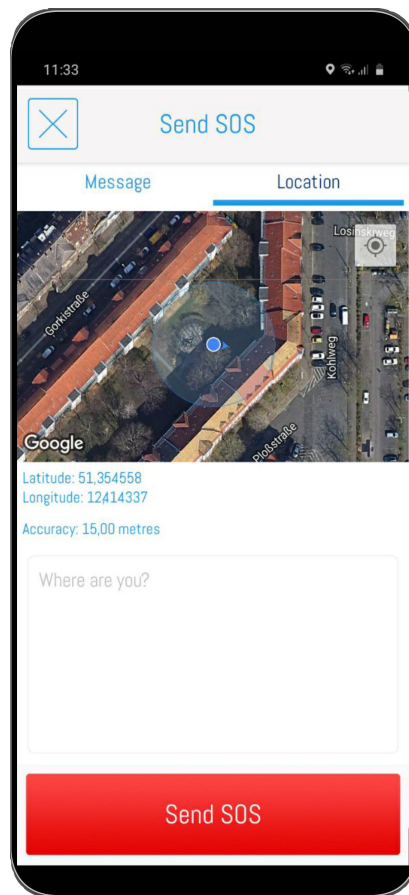 11:33
Send SOS
Message Location
Losinskiweg
Gorkistraße
Kohlweg
Ploßstraße
Google
Latitude: 51,354558
Longitude: 12,414337
Accuracy: 15,00 metres
Where are you?
Send SOS